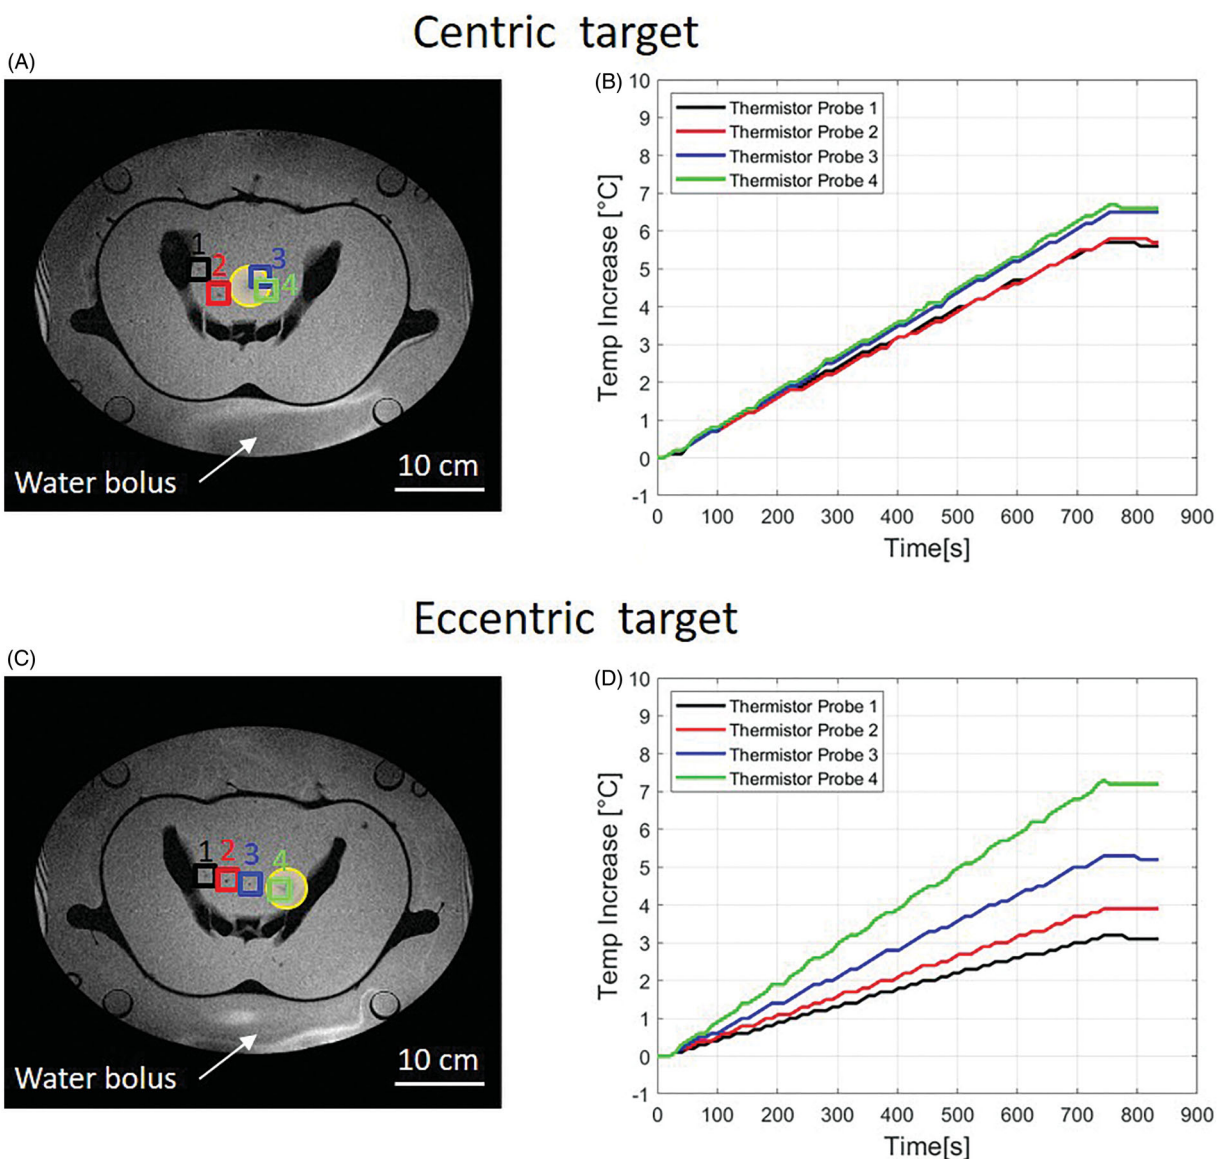 Centric target
(A)
1
2
3
4
Water bolus
10 cm
(B)
Thermistor Probe 1
Thermistor Probe 2
Thermistor Probe 3
Thermistor Probe 4
10
9
8
7
6
5
4
3
2
1
0
-1
Temp Increase [°C]
0 100 200 300 400 500 600 700 800 900
Time[s]
Eccentric target
(C)
1 2 3 4
Water bolus
10 cm
(D)
Thermistor Probe 1
Thermistor Probe 2
Thermistor Probe 3
Thermistor Probe 4
10
9
8
7
6
5
4
3
2
1
0
-1
Temp Increase [°C]
0 100 200 300 400 500 600 700 800 900
Time[s]